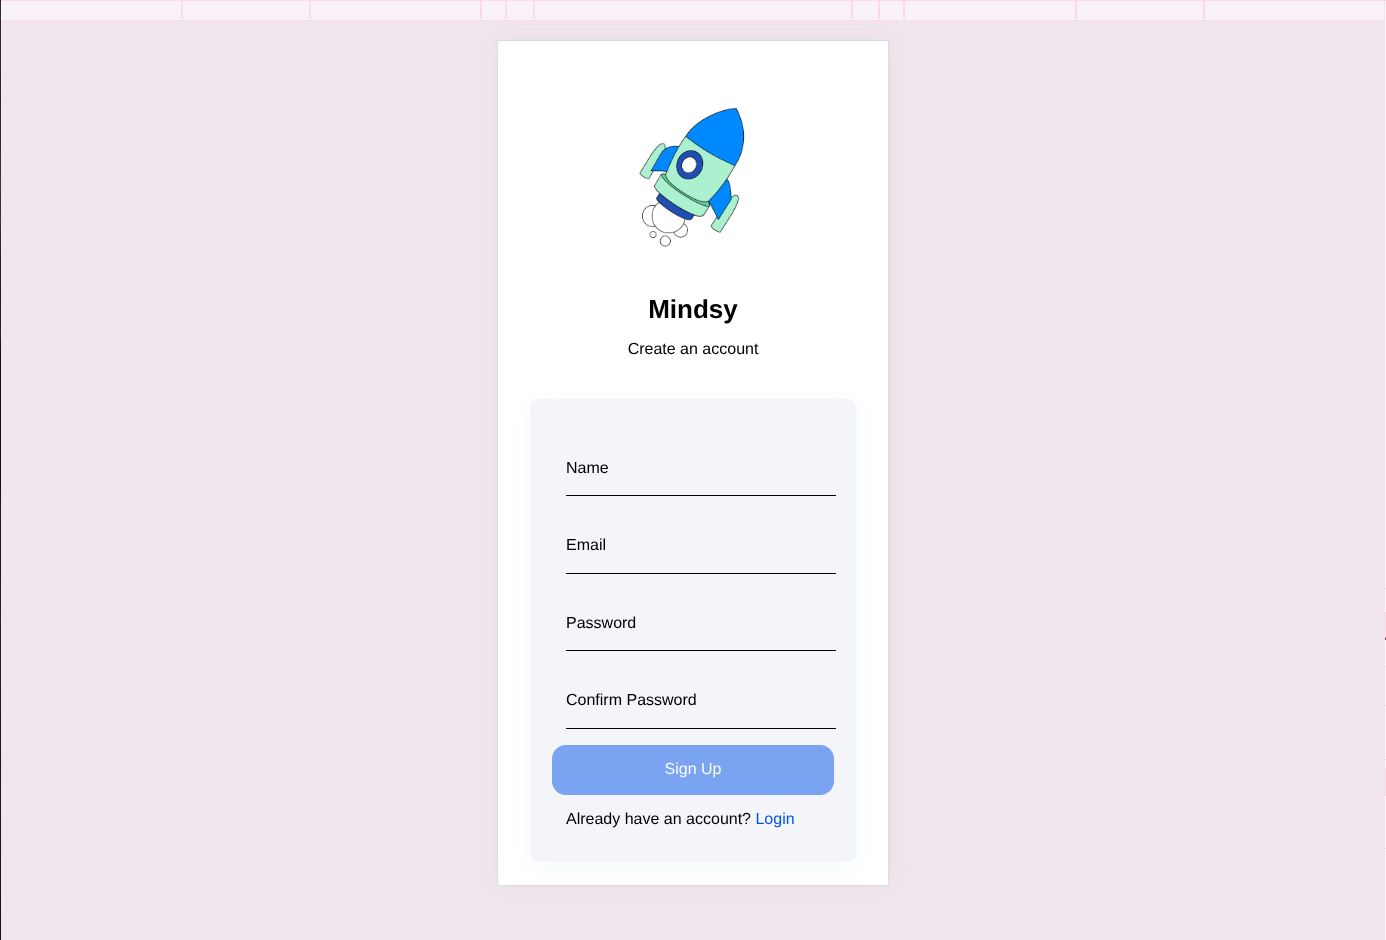 Mindsy
Create an account
Name
Email
Password
Confirm Password
Sign Up
Already have an account? Login